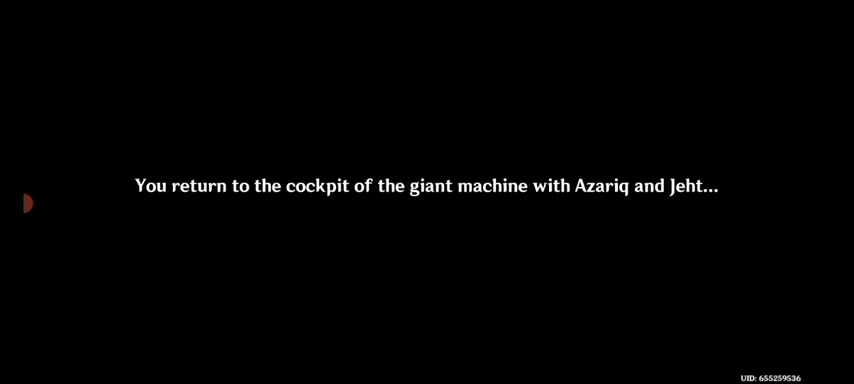 You return to the cockpit of the giant machine with Azariq and Jeht...
UID: 655259536